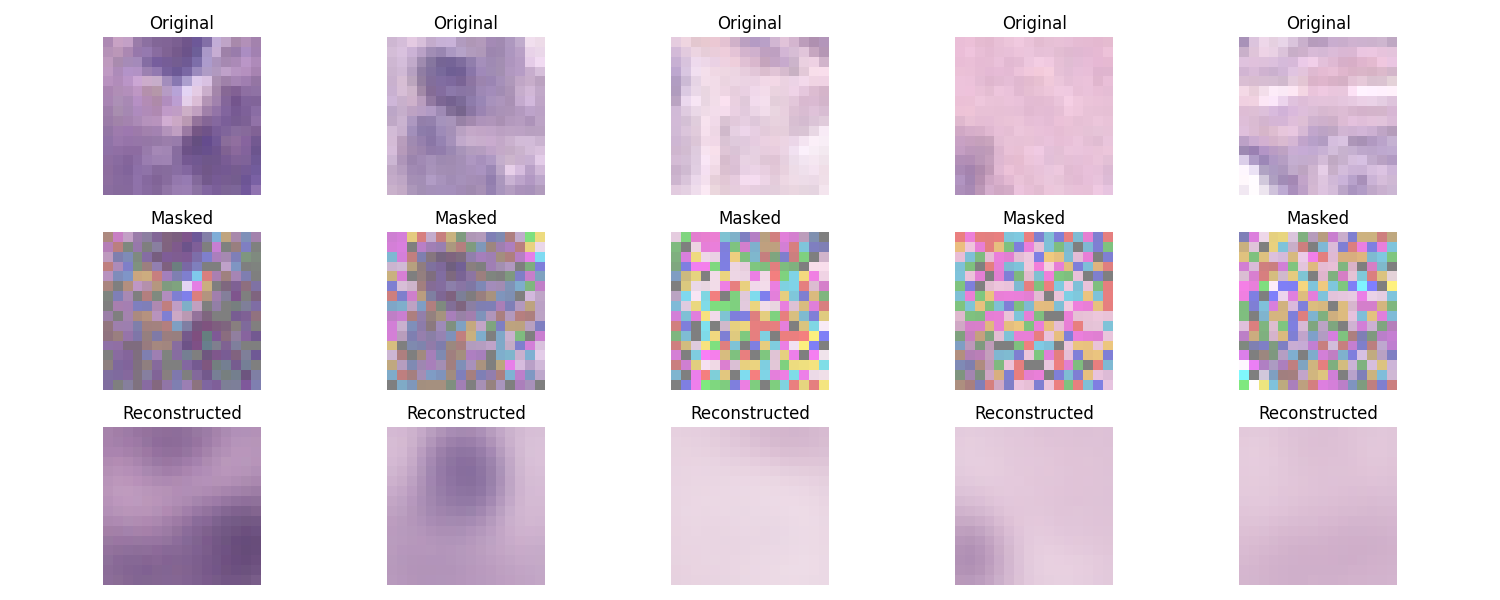 Original Original Original Original Original
Masked Masked Masked Masked Masked
Reconstructed Reconstructed Reconstructed Reconstructed Reconstructed